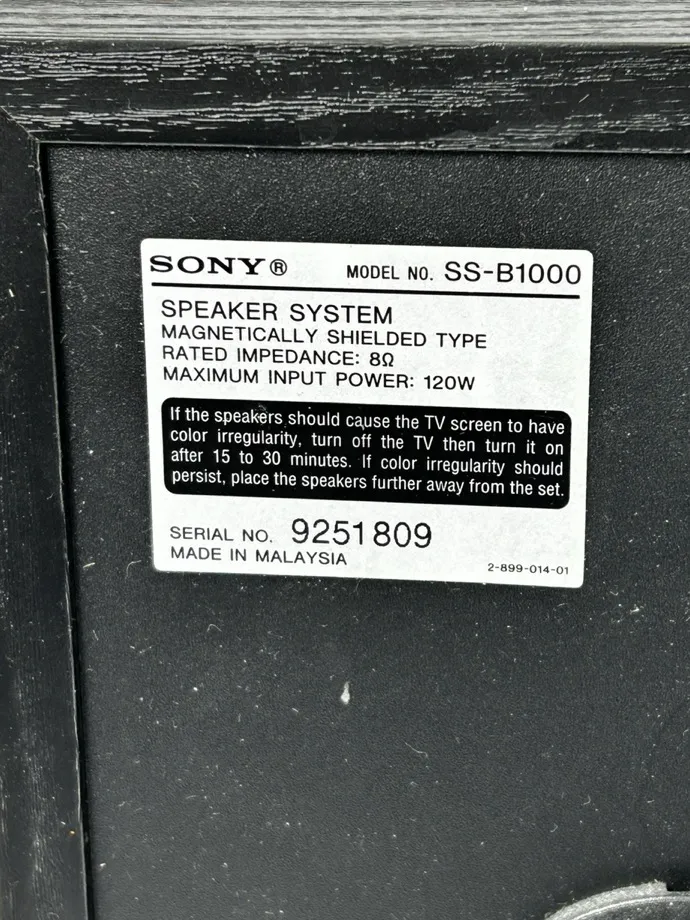 SONY® MODEL NO. SS-B1000
SPEAKER SYSTEM
MAGNETICALLY SHIELDED TYPE
RATED IMPEDANCE: 8Ω
MAXIMUM INPUT POWER: 120W
If the speakers should cause the TV screen to have
color irregularity, turn off the TV then turn it on
after 15 to 30 minutes. If color irregularity should
persist, place the speakers further away from the set.
SERIAL NO. 9251809
MADE IN MALAYSIA 2-899-014-01